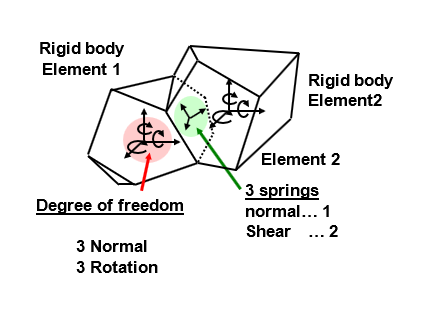 Rigid body
Element 1
Rigid body
Element2
Element 2
3 springs
normal... 1
Shear ... 2
Degree of freedom
3 Normal
3 Rotation